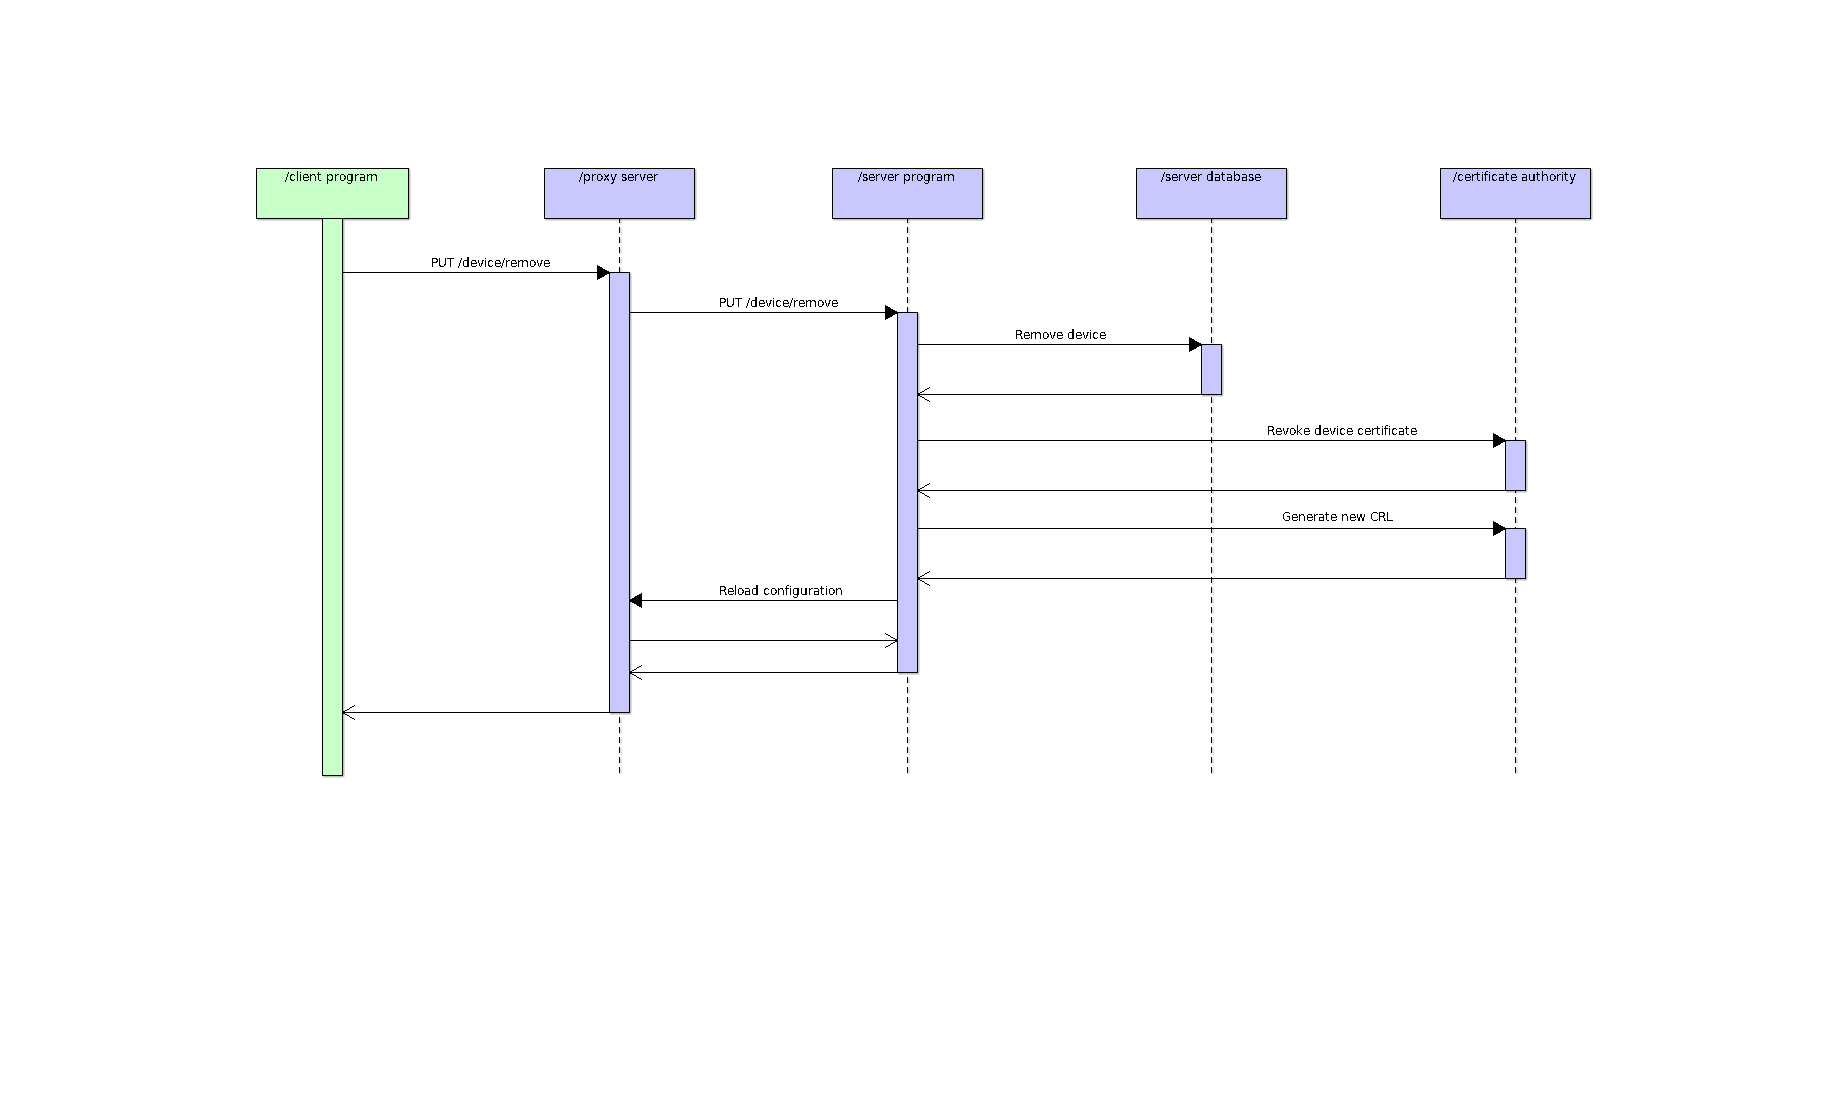 /client program
/proxy server
/server program
/server database
/certificate authority
PUT /device/remove
PUT /device/remove
Remove device
Revoke device certificate
Generate new CRL
Reload configuration